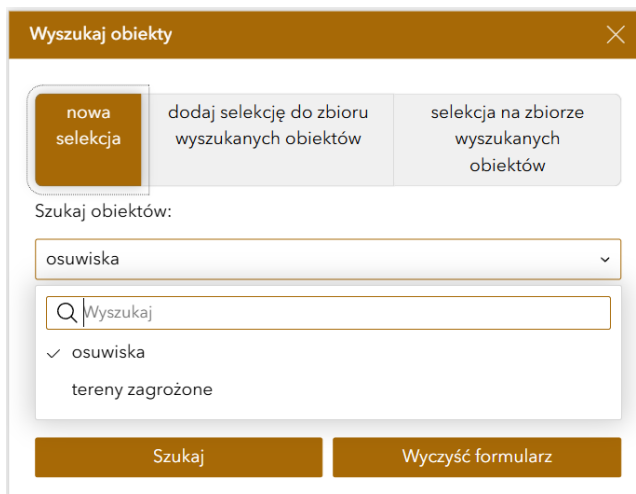 Wyszukaj obiekty
nowa
selekcja
dodaj selekcję do zbioru
wyszukanych obiektów
selekcja na zbiorze
wyszukanych
obiektów
Szukaj obiektów:
osuwiska
Wyszukaj
osuwiska
tereny zagrożone
Szukaj
Wyczyść formularz